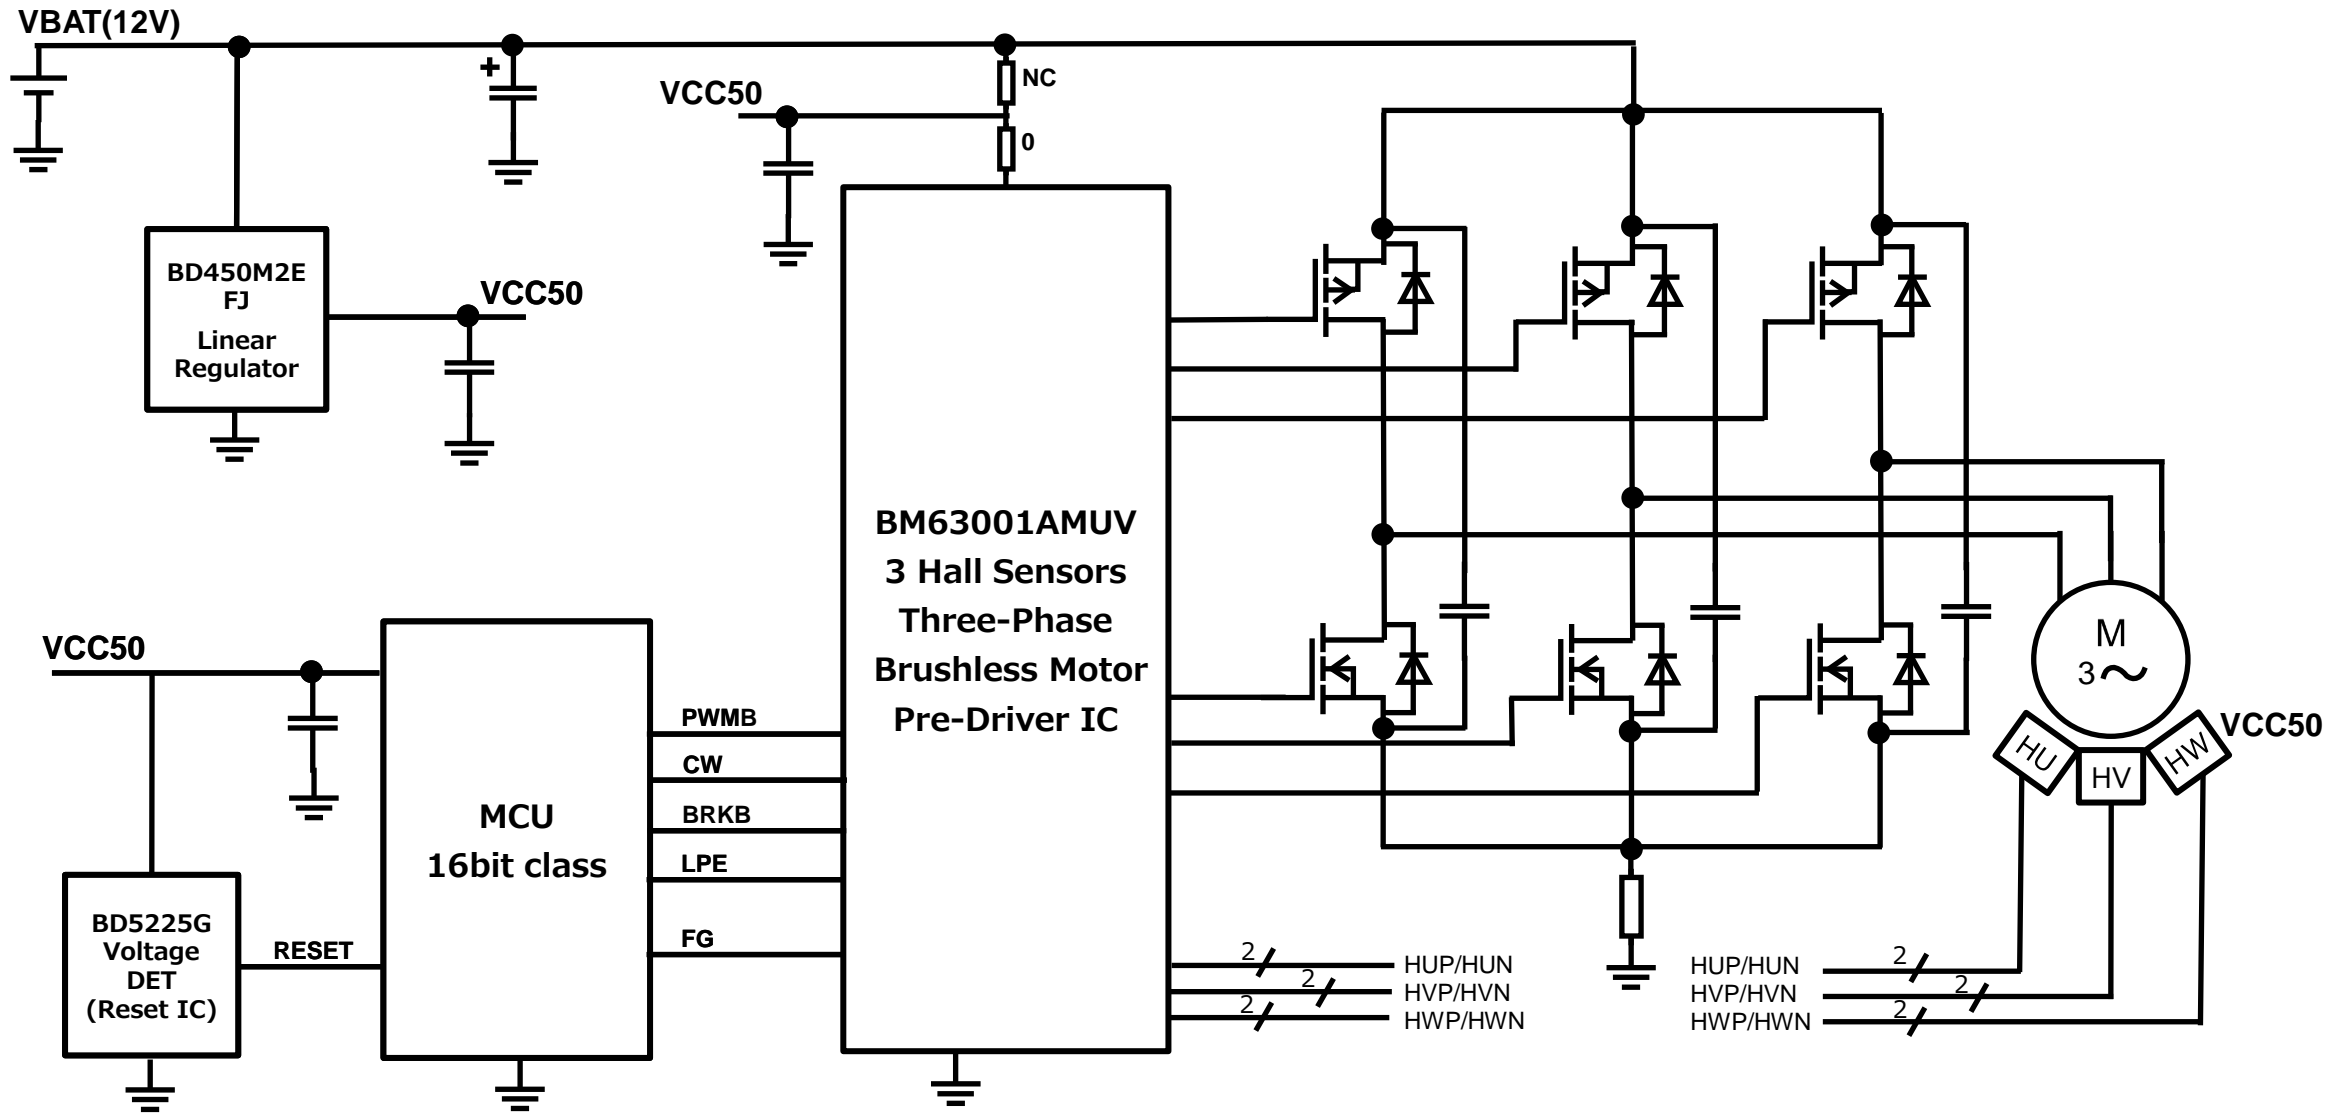 VBAT(12V)
NC
VCC50
0
BD450M2E
FJ
Linear
Regulator
VCC50
BM63001AMUV
3 Hall Sensors
Three-Phase
Brushless Motor
Pre-Driver IC
VCC50
MCU
16bit class
PWMB
CW
BRKB
LPE
FG
BD5225G
Voltage
DET
(Reset IC)
RESET
M
3
HU
HV
HW
VCC50
2
HUP/HUN
2
HVP/HVN
2
HWP/HWN
2
HUP/HUN
2
HVP/HVN
2
HWP/HWN